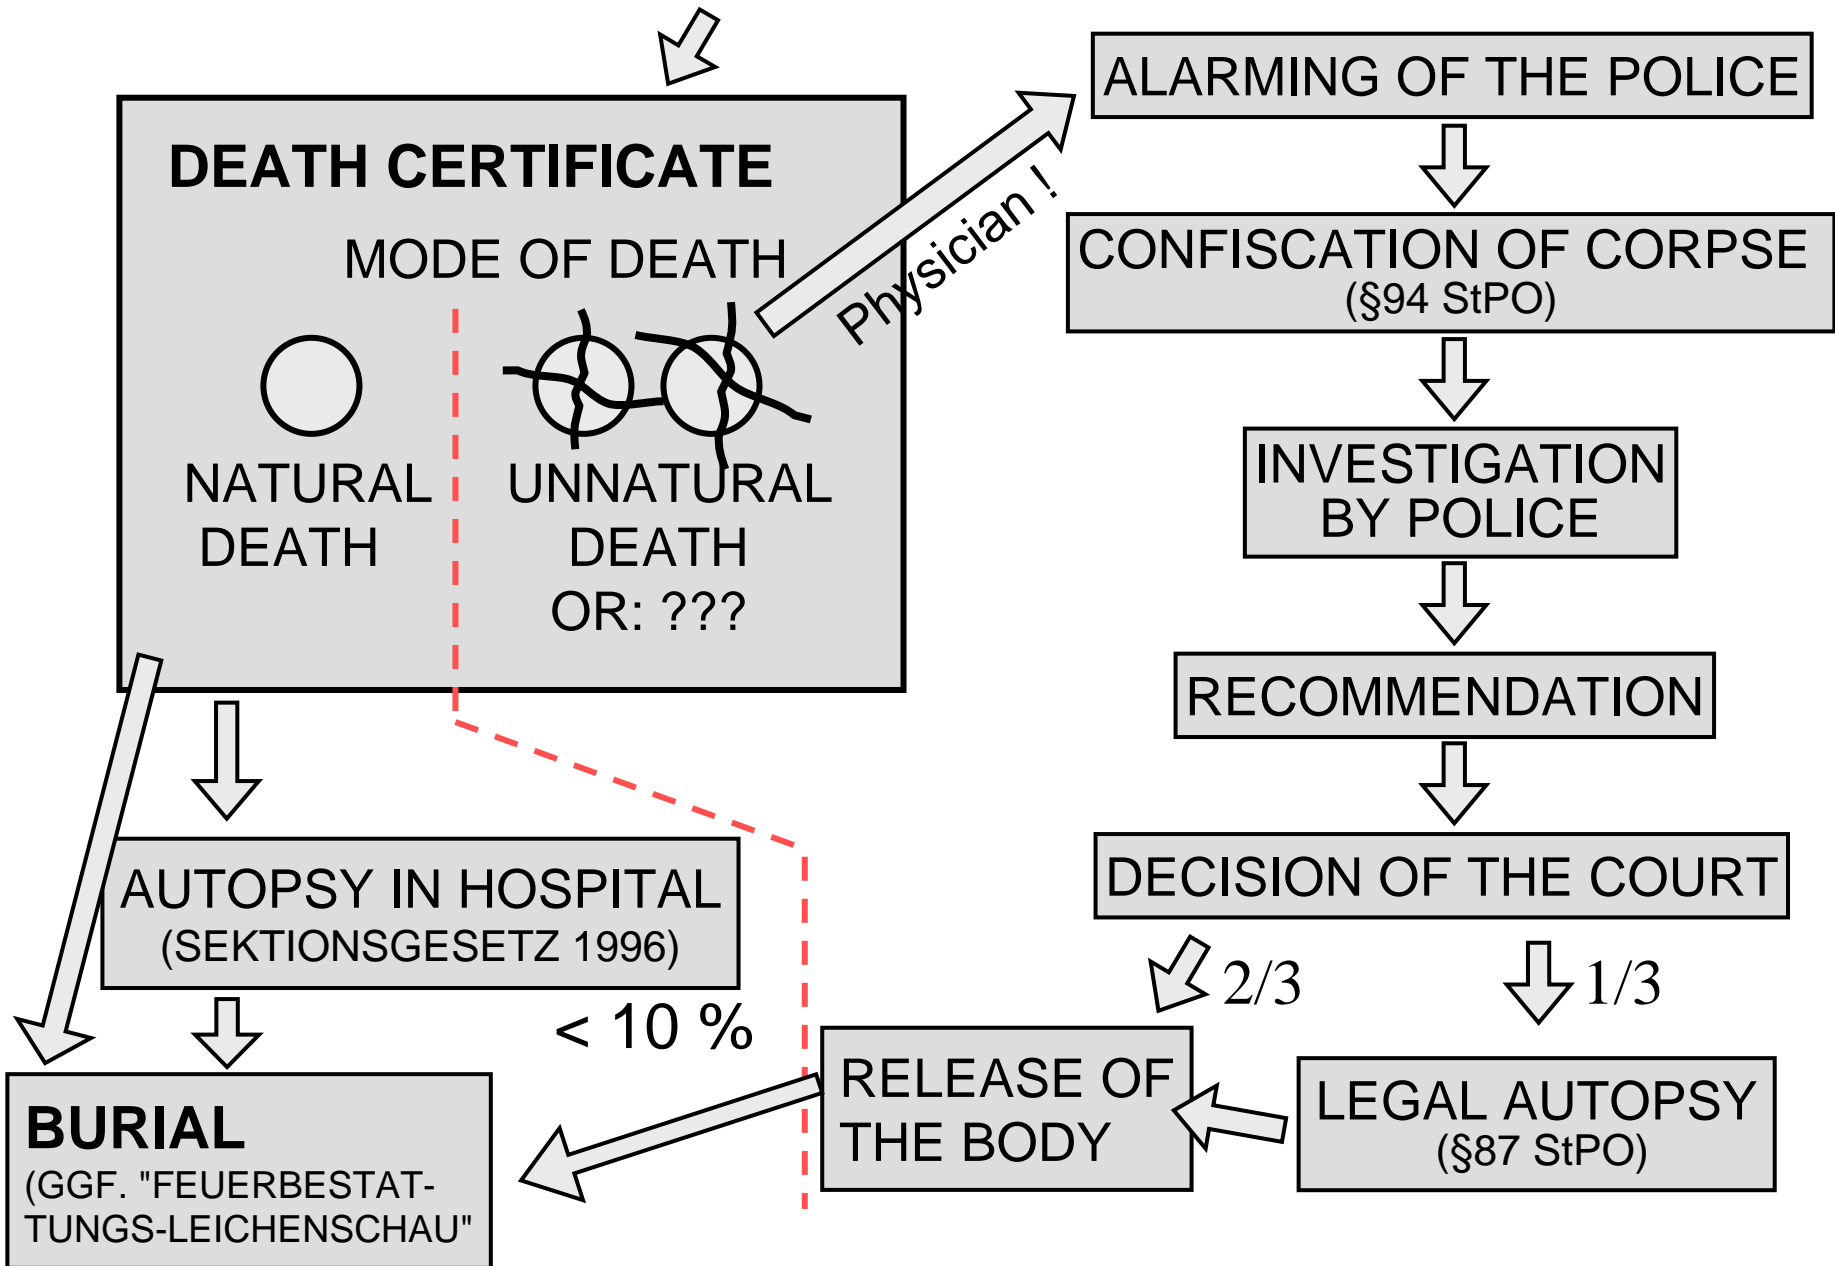 DEATH CERTIFICATE
MODE OF DEATH
NATURAL
DEATH
UNNATURAL
DEATH
OR: ???
Physician !
ALARMING OF THE POLICE
CONFISCATION OF CORPSE
(§94 StPO)
INVESTIGATION
BY POLICE
RECOMMENDATION
DECISION OF THE COURT
2/3
1/3
LEGAL AUTOPSY
(§87 StPO)
RELEASE OF
THE BODY
AUTOPSY IN HOSPITAL
(SEKTIONSGESETZ 1996)
< 10 %
BURIAL
(GGF. "FEUERBESTAT-
TUNGS-LEICHENSCHAU"